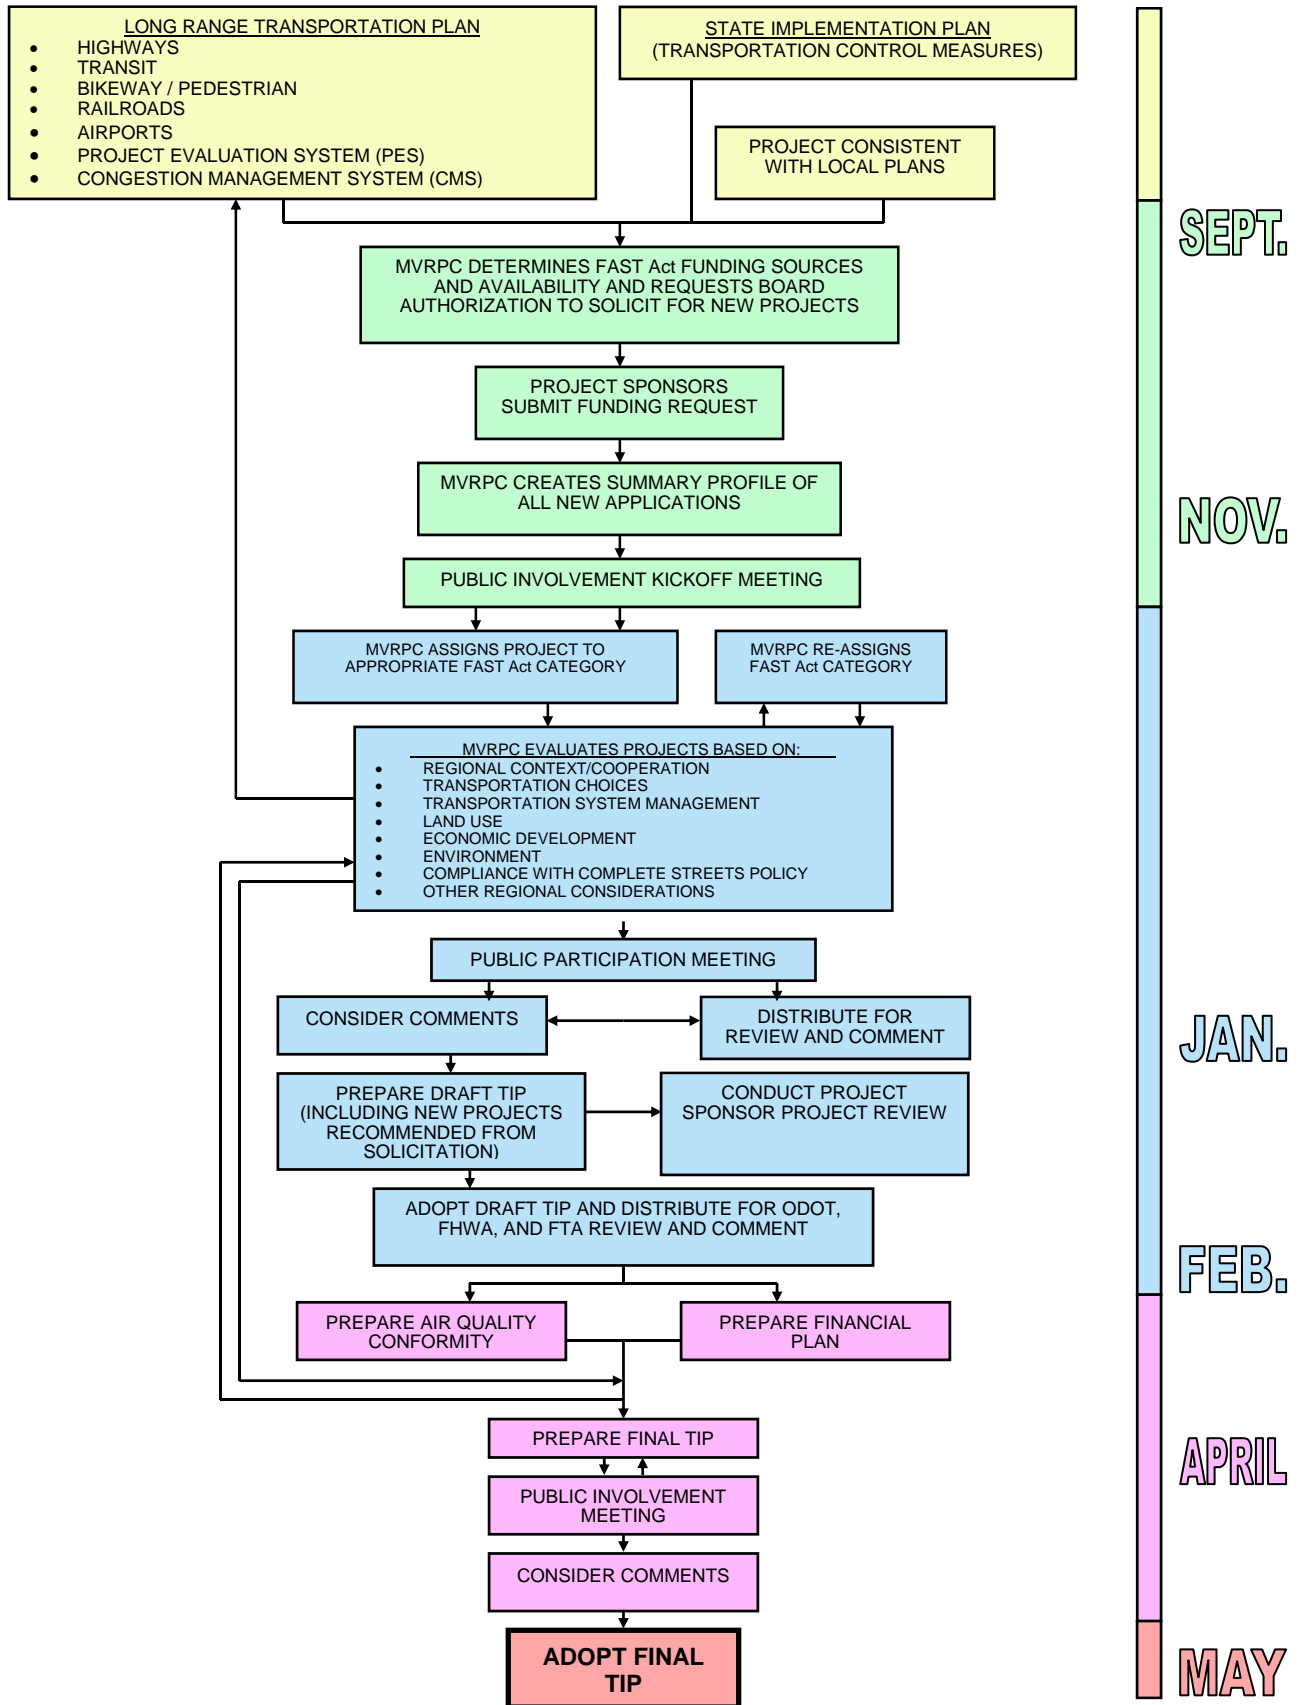 LONG RANGE TRANSPORTATION PLAN
• HIGHWAYS
• TRANSIT
• BIKEWAY / PEDESTRIAN
• RAILROADS
• AIRPORTS
• PROJECT EVALUATION SYSTEM (PES)
• CONGESTION MANAGEMENT SYSTEM (CMS)
STATE IMPLEMENTATION PLAN
(TRANSPORTATION CONTROL MEASURES)
PROJECT CONSISTENT
WITH LOCAL PLANS
SEPT.
MVRPC DETERMINES FAST Act FUNDING SOURCES
AND AVAILABILITY AND REQUESTS BOARD
AUTHORIZATION TO SOLICIT FOR NEW PROJECTS
PROJECT SPONSORS
SUBMIT FUNDING REQUEST
MVRPC CREATES SUMMARY PROFILE OF
ALL NEW APPLICATIONS
NOV.
PUBLIC INVOLVEMENT KICKOFF MEETING
MVRPC ASSIGNS PROJECT TO
APPROPRIATE FAST Act CATEGORY
MVRPC RE-ASSIGNS
FAST Act CATEGORY
MVRPC EVALUATES PROJECTS BASED ON:
• REGIONAL CONTEXT/COOPERATION
• TRANSPORTATION CHOICES
• TRANSPORTATION SYSTEM MANAGEMENT
• LAND USE
• ECONOMIC DEVELOPMENT
• ENVIRONMENT
• COMPLIANCE WITH COMPLETE STREETS POLICY
• OTHER REGIONAL CONSIDERATIONS
PUBLIC PARTICIPATION MEETING
CONSIDER COMMENTS
DISTRIBUTE FOR
REVIEW AND COMMENT
JAN.
PREPARE DRAFT TIP
(INCLUDING NEW PROJECTS
RECOMMENDED FROM
SOLICITATION)
CONDUCT PROJECT
SPONSOR PROJECT REVIEW
ADOPT DRAFT TIP AND DISTRIBUTE FOR ODOT,
FHWA, AND FTA REVIEW AND COMMENT
FEB.
PREPARE AIR QUALITY
CONFORMITY
PREPARE FINANCIAL
PLAN
PREPARE FINAL TIP
APRIL
PUBLIC INVOLVEMENT
MEETING
CONSIDER COMMENTS
ADOPT FINAL
TIP
MAY